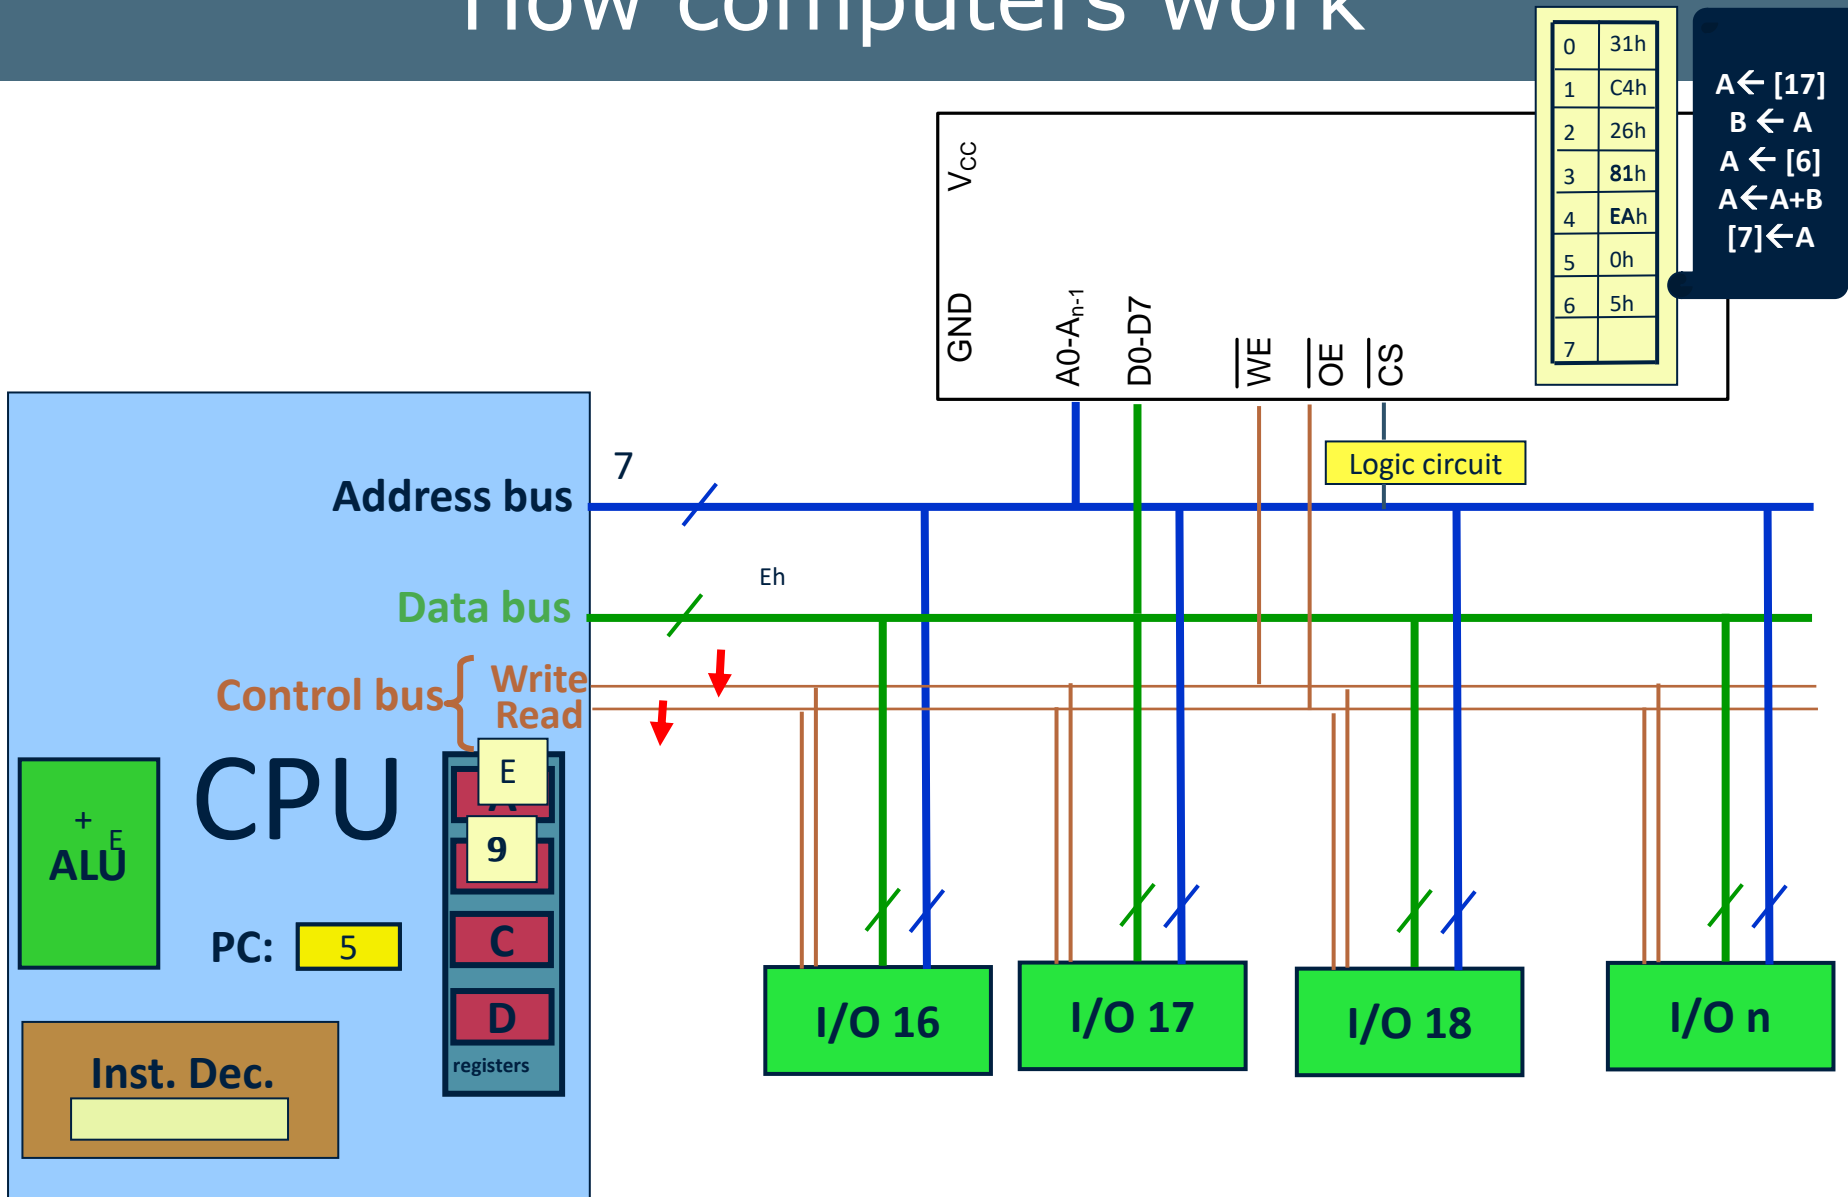 How computers work
0 31h
1 C4h
2 26h
3 81h
4 EAh
5 0h
6 5h
7
A← [17]
B ← A
A ← [6]
A←A+B
[7]←A
VCC
GND
A0-An-1
D0-D7
WE
OE
CS
Logic circuit
7
Address bus
Eh
Data bus
Control bus
Write
Read
CPU
+
E
ALU
E
A
9
C
D
registers
PC: 5
Inst. Dec.
I/O 16
I/O 17
I/O 18
I/O n